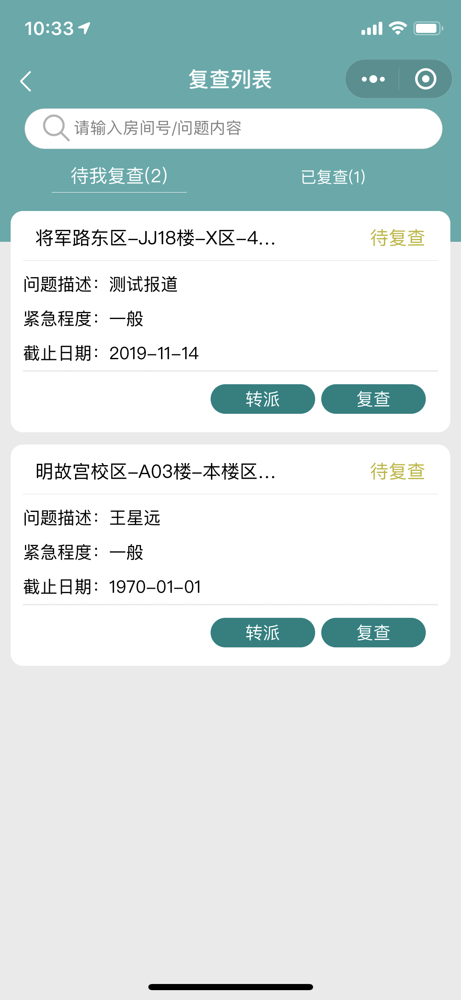 10:33
复查列表
请输入房间号/问题内容
待我复查(2)
已复查(1)
将军路东区-JJ18楼-X区-4...
待复查
问题描述：测试报道
紧急程度：一般
截止日期：2019-11-14
转派
复查
明故宫校区-A03楼-本楼区...
待复查
问题描述：王星远
紧急程度：一般
截止日期：1970-01-01
转派
复查